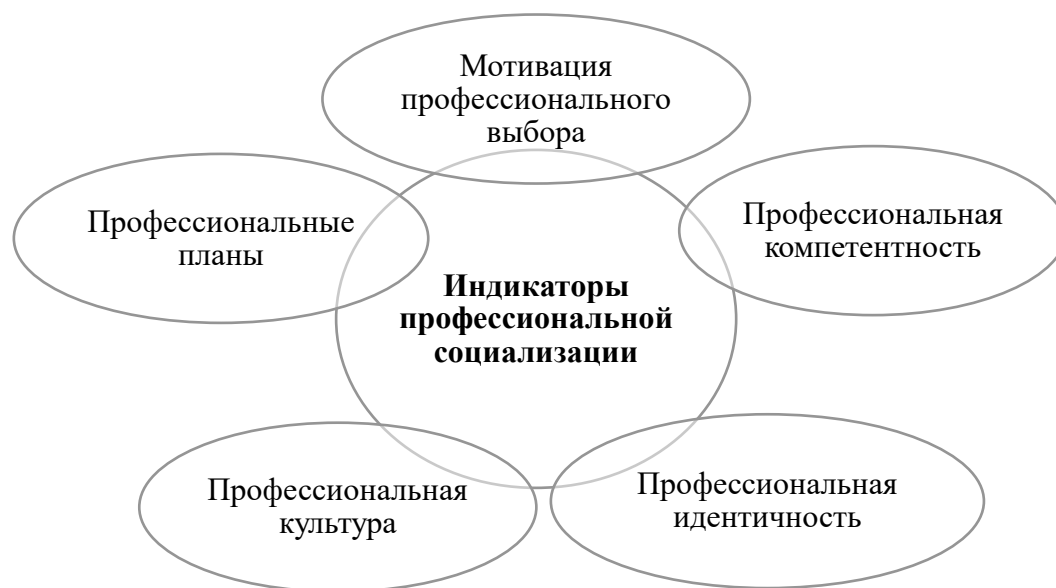 Мотивация
профессионального
выбора
Профессиональные
планы
Профессиональная
компетентность
Индикаторы
профессиональной
социализации
Профессиональная
культура
Профессиональная
идентичность